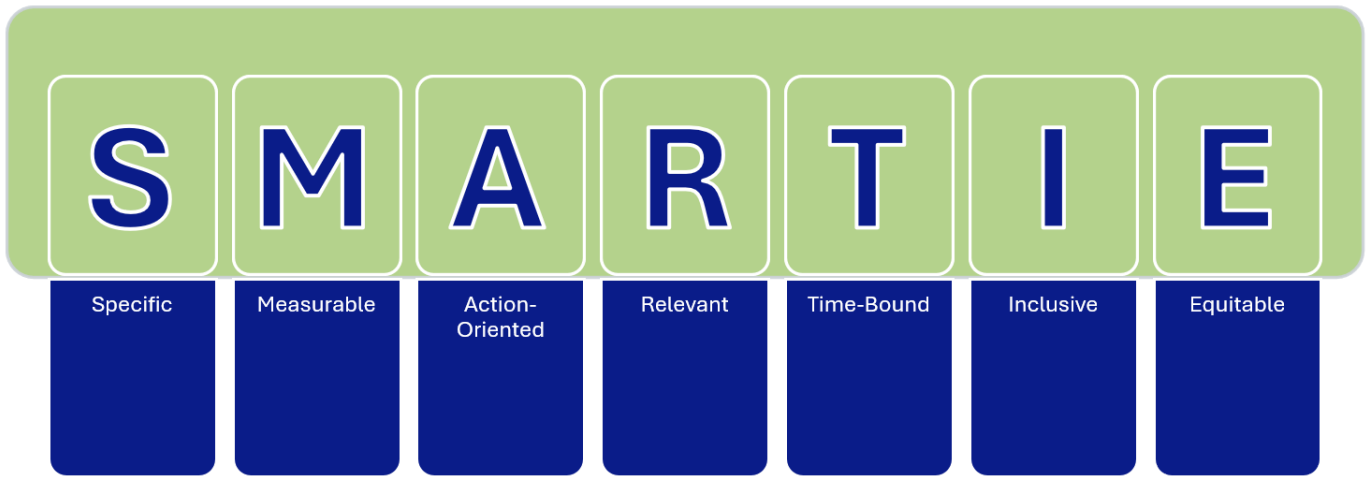 S M A R T I E
Specific Measurable Action- Relevant Time-Bound Inclusive Equitable
Oriented